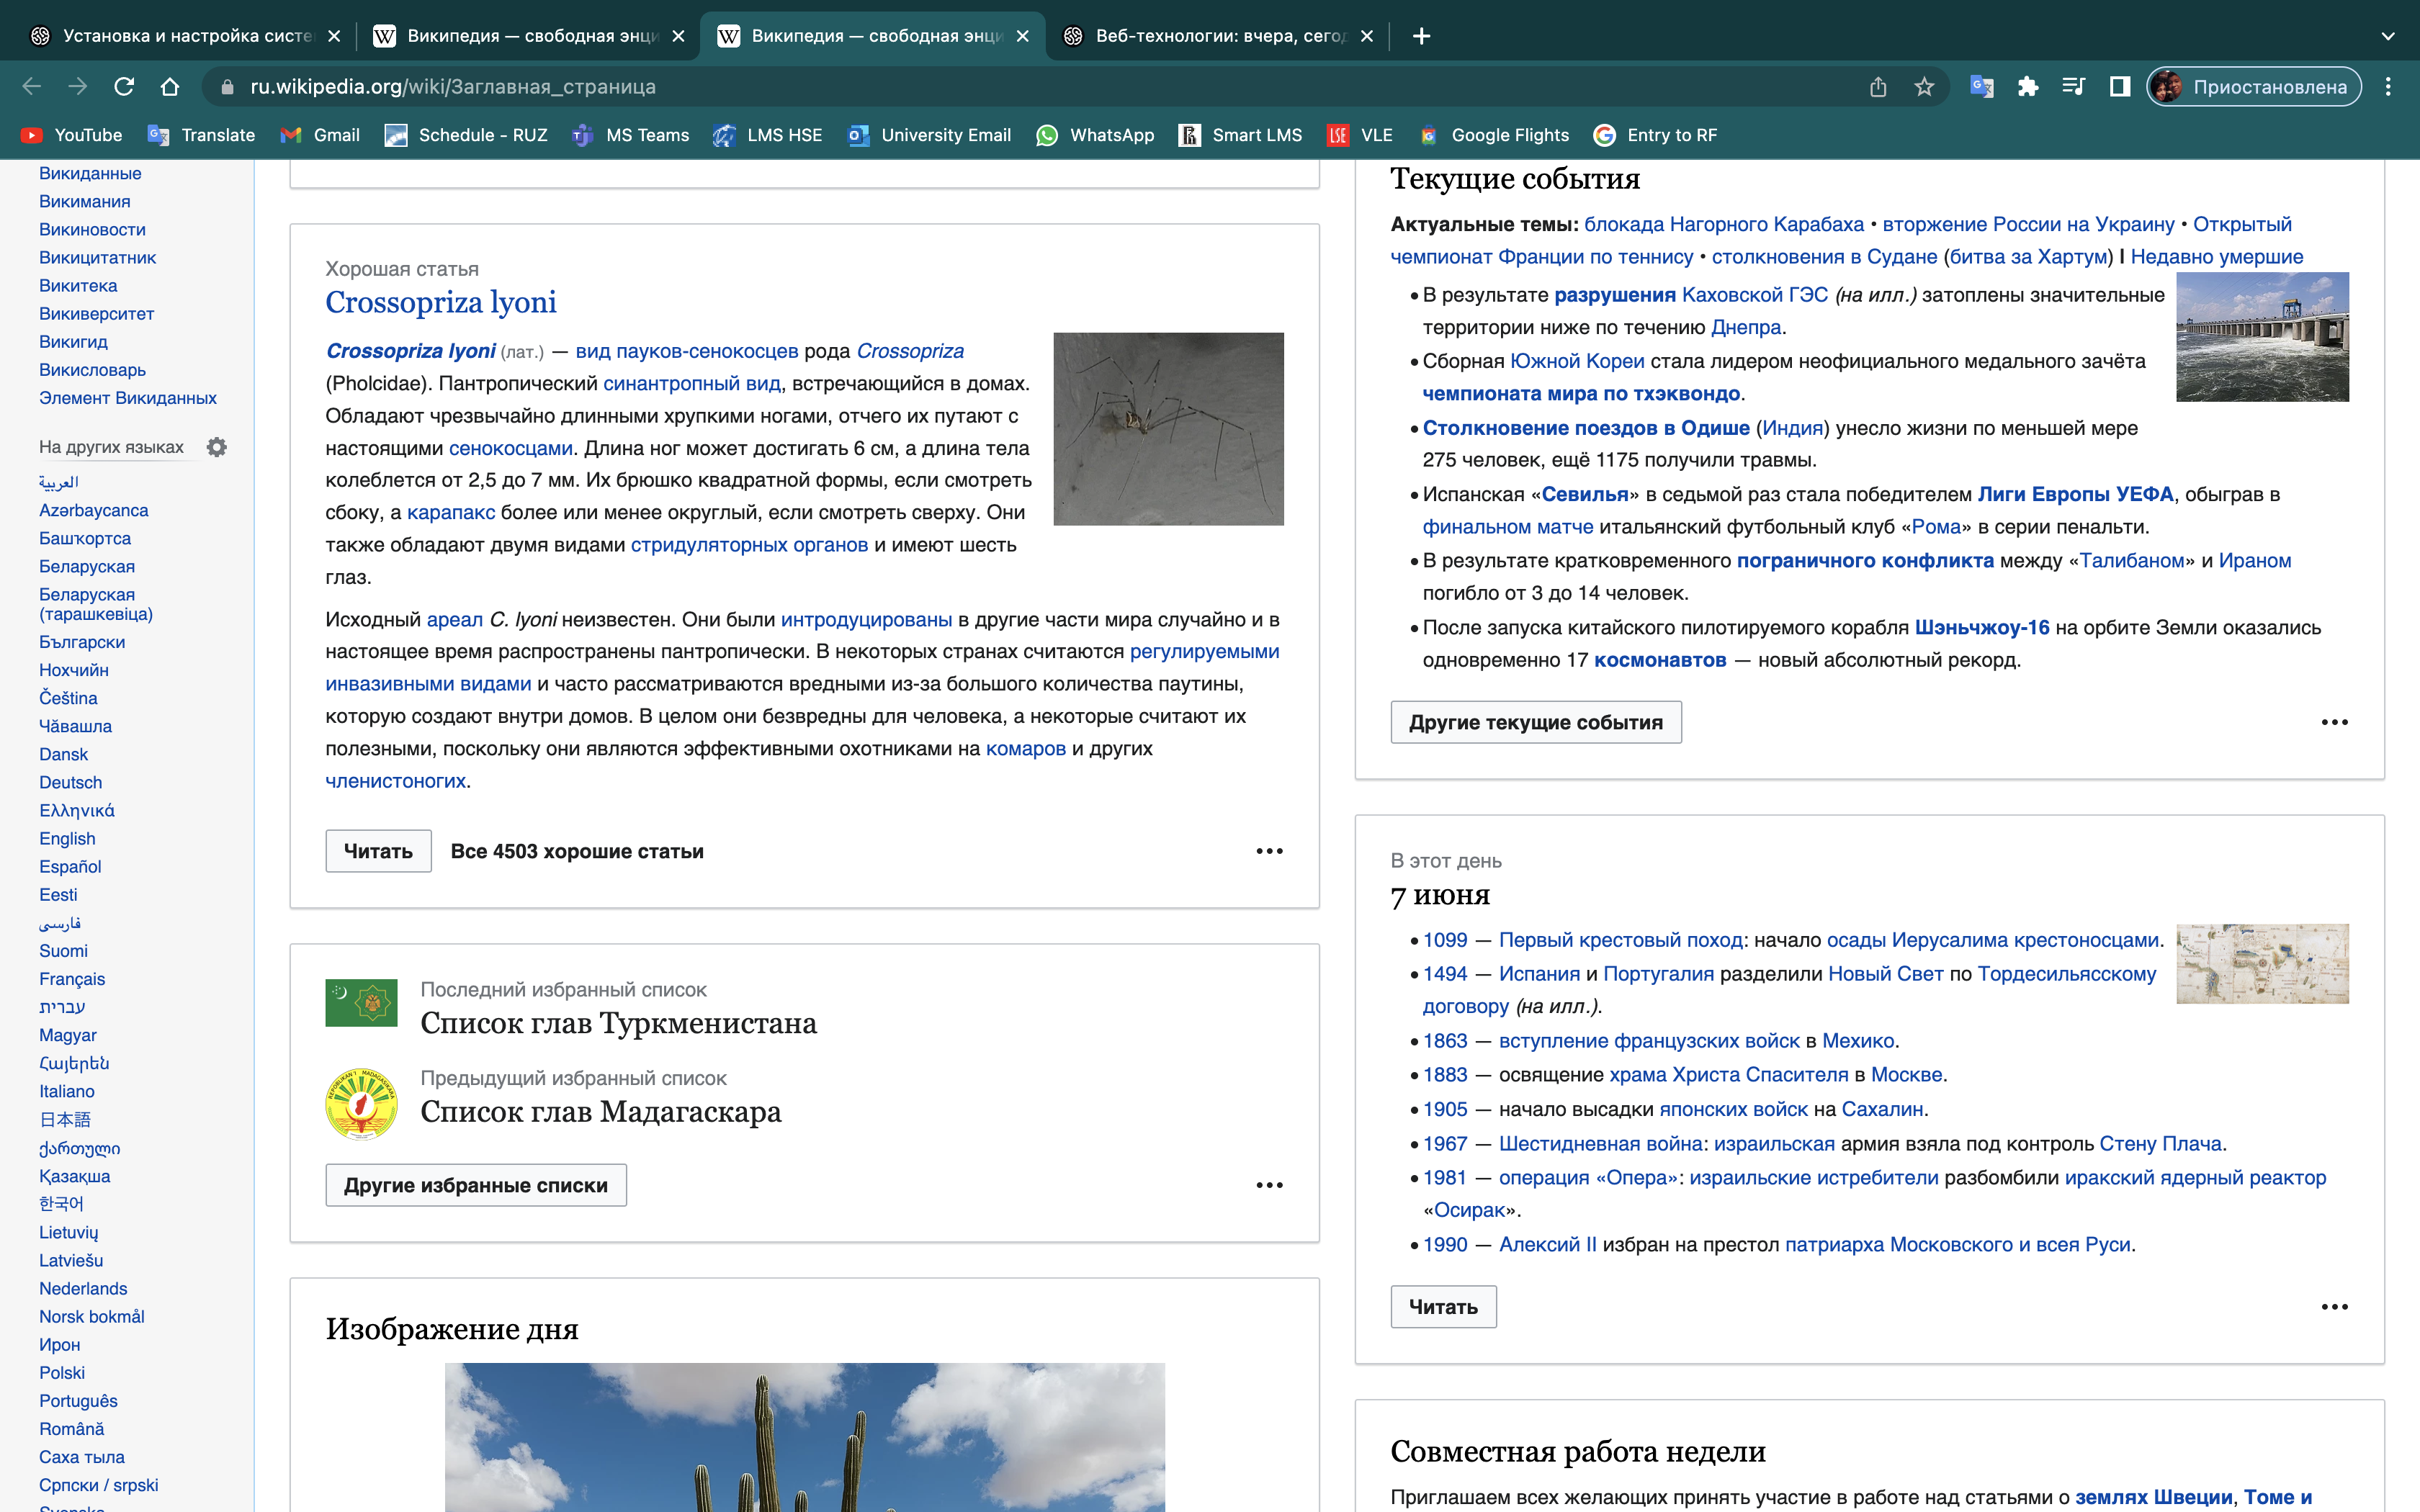 Установка и настройка систе
Википедия — свободная энци
Википедия — свободная энци
Веб-технологии: вчера, сегод
ru.wikipedia.org/wiki/Заглавная_страница
Приостановлена
YouTube
Translate
Gmail
Schedule - RUZ
MS Teams
LMS HSE
University Email
WhatsApp
Smart LMS
VLE
Google Flights
Entry to RF
Викиданные
Викимания
Викиновости
Викицитатник
Викитека
Викиверситет
Викигид
Викисловарь
Элемент Викиданных
На других языках
العربية
Azərbaycanca
Башҡортса
Беларуская
Беларуская
(тарашкевіца)
Български
Нохчийн
Čeština
Чӑвашла
Dansk
Deutsch
Ελληνικά
English
Español
Eesti
فارسی
Suomi
Français
עברית
Magyar
Հայերեն
Italiano
日本語
ქართული
Қазақша
한국어
Lietuvių
Latviešu
Nederlands
Norsk bokmål
Ирон
Polski
Português
Română
Саха тыла
Српски / srpski
Хорошая статья
Crossopriza lyoni
Crossopriza lyoni (лат.) — вид пауков-сенокосцев рода Crossopriza
(Pholcidae). Пантропический синантропный вид, встречающийся в домах.
Обладают чрезвычайно длинными хрупкими ногами, отчего их путают с
настоящими сенокосцами. Длина ног может достигать 6 см, а длина тела
колеблется от 2,5 до 7 мм. Их брюшко квадратной формы, если смотреть
сбоку, а карапакс более или менее округлый, если смотреть сверху. Они
также обладают двумя видами стридуляторных органов и имеют шесть
глаз.
Исходный ареал C. lyoni неизвестен. Они были интродуцированы в другие части мира случайно и в
настоящее время распространены пантропически. В некоторых странах считаются регулируемыми
инвазивными видами и часто рассматриваются вредными из-за большого количества паутины,
которую создают внутри домов. В целом они безвредны для человека, а некоторые считают их
полезными, поскольку они являются эффективными охотниками на комаров и других
членистоногих.
Читать
Все 4503 хорошие статьи
Последний избранный список
Список глав Туркменистана
Предыдущий избранный список
Список глав Мадагаскара
Другие избранные списки
Изображение дня
Текущие события
Актуальные темы: блокада Нагорного Карабаха • вторжение России на Украину • Открытый
чемпионат Франции по теннису • столкновения в Судане (битва за Хартум) I Недавно умершие
• В результате разрушения Каховской ГЭС (на илл.) затоплены значительные
территории ниже по течению Днепра.
• Сборная Южной Кореи стала лидером неофициального медального зачёта
чемпионата мира по тхэквондо.
• Столкновение поездов в Одише (Индия) унесло жизни по меньшей мере
275 человек, ещё 1175 получили травмы.
• Испанская «Севилья» в седьмой раз стала победителем Лиги Европы УЕФА, обыграв в
финальном матче итальянский футбольный клуб «Рома» в серии пенальти.
• В результате кратковременного пограничного конфликта между «Талибаном» и Ираном
погибло от 3 до 14 человек.
• После запуска китайского пилотируемого корабля Шэньчжоу-16 на орбите Земли оказались
одновременно 17 космонавтов — новый абсолютный рекорд.
Другие текущие события
В этот день
7 июня
• 1099 — Первый крестовый поход: начало осады Иерусалима крестоносцами.
• 1494 — Испания и Португалия разделили Новый Свет по Тордесильясскому
договору (на илл.).
• 1863 — вступление французских войск в Мехико.
• 1883 — освящение храма Христа Спасителя в Москве.
• 1905 — начало высадки японских войск на Сахалин.
• 1967 — Шестидневная война: израильская армия взяла под контроль Стену Плача.
• 1981 — операция «Опера»: израильские истребители разбомбили иракский ядерный реактор
«Осирак».
• 1990 — Алексий II избран на престол патриарха Московского и всея Руси.
Читать
Совместная работа недели
Приглашаем всех желающих принять участие в работе над статьями о землях Швеции, Томе и